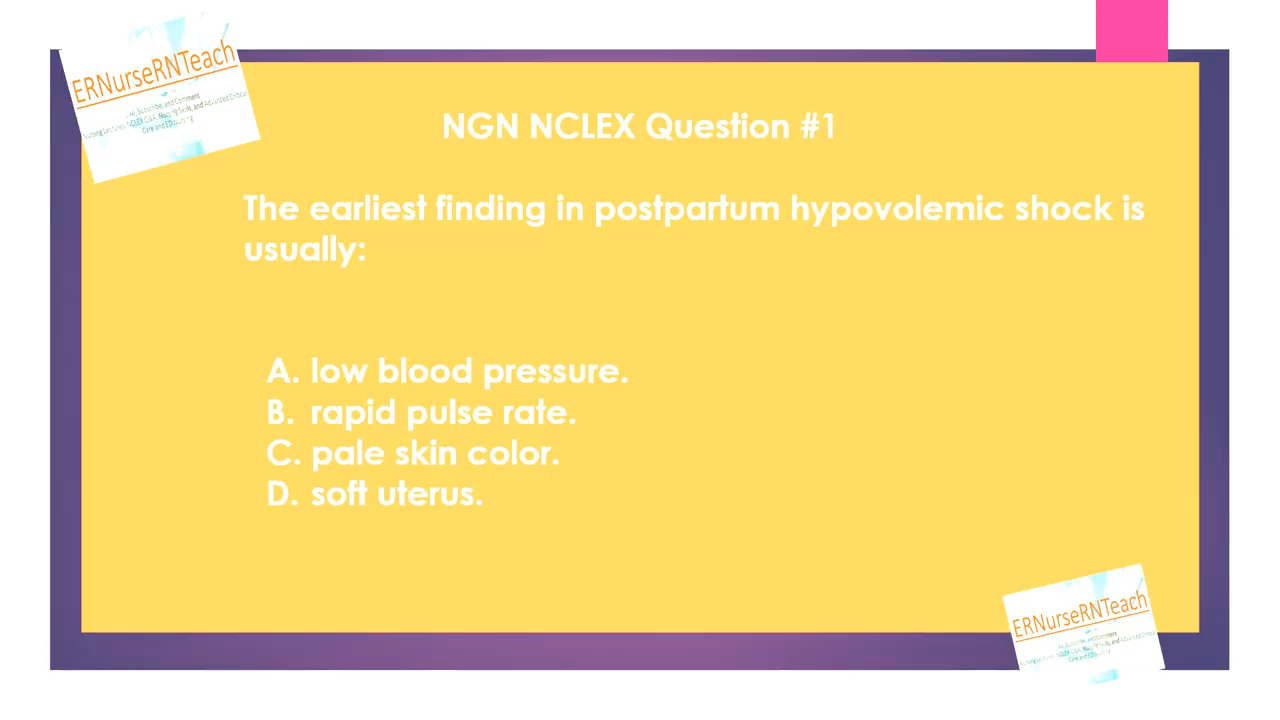 ERNurseRNTeach
NGN NCLEX Question #1
The earliest finding in postpartum hypovolemic shock is
usually:
A. low blood pressure.
B. rapid pulse rate.
C. pale skin color.
D. soft uterus.
ERNurseRNTeach